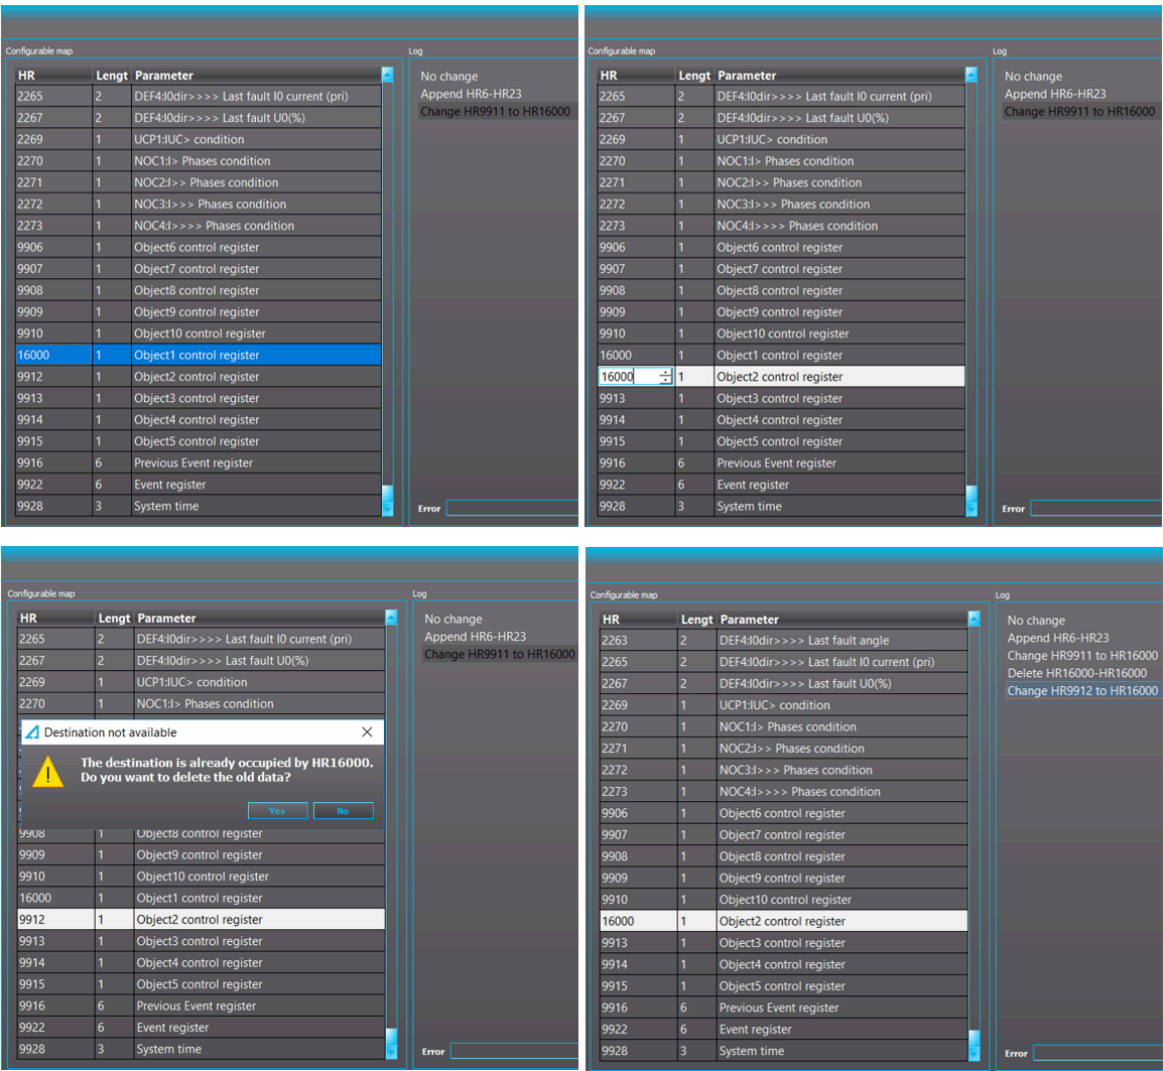 Configurable map
Log
HR Lengt Parameter
2265 2 DEF4:I0dir>>>> Last fault I0 current (pri)
2267 2 DEF4:I0dir>>>> Last fault U0(%)
2269 1 UCP1:IUC> condition
2270 1 NOC1:I> Phases condition
2271 1 NOC2:I>> Phases condition
2272 1 NOC3:I>>> Phases condition
2273 1 NOC4:I>>>> Phases condition
9906 1 Object6 control register
9907 1 Object7 control register
9908 1 Object8 control register
9909 1 Object9 control register
9910 1 Object10 control register
16000 1 Object1 control register
9912 1 Object2 control register
9913 1 Object3 control register
9914 1 Object4 control register
9915 1 Object5 control register
9916 6 Previous Event register
9922 6 Event register
9928 3 System time
No change
Append HR6-HR23
Change HR9911 to HR16000
Error
Configurable map
Log
HR Lengt Parameter
2265 2 DEF4:I0dir>>>> Last fault I0 current (pri)
2267 2 DEF4:I0dir>>>> Last fault U0(%)
2269 1 UCP1:IUC> condition
2270 1 NOC1:I> Phases condition
2271 1 NOC2:I>> Phases condition
2272 1 NOC3:I>>> Phases condition
2273 1 NOC4:I>>>> Phases condition
9906 1 Object6 control register
9907 1 Object7 control register
9908 1 Object8 control register
9909 1 Object9 control register
9910 1 Object10 control register
16000 1 Object1 control register
16000 1 Object2 control register
9913 1 Object3 control register
9914 1 Object4 control register
9915 1 Object5 control register
9916 6 Previous Event register
9922 6 Event register
9928 3 System time
No change
Append HR6-HR23
Change HR9911 to HR16000
Error
Configurable map
Log
HR Lengt Parameter
2265 2 DEF4:I0dir>>>> Last fault I0 current (pri)
2267 2 DEF4:I0dir>>>> Last fault U0(%)
2269 1 UCP1:IUC> condition
2270 1 NOC1:I> Phases condition
Destination not available
The destination is already occupied by HR16000.
Do you want to delete the old data?
Yes No
9908 1 Object8 control register
9909 1 Object9 control register
9910 1 Object10 control register
16000 1 Object1 control register
9912 1 Object2 control register
9913 1 Object3 control register
9914 1 Object4 control register
9915 1 Object5 control register
9916 6 Previous Event register
9922 6 Event register
9928 3 System time
No change
Append HR6-HR23
Change HR9911 to HR16000
Error
Configurable map
Log
HR Lengt Parameter
2263 2 DEF4:I0dir>>>> Last fault angle
2265 2 DEF4:I0dir>>>> Last fault I0 current (pri)
2267 2 DEF4:I0dir>>>> Last fault U0(%)
2269 1 UCP1:IUC> condition
2270 1 NOC1:I> Phases condition
2271 1 NOC2:I>> Phases condition
2272 1 NOC3:I>>> Phases condition
2273 1 NOC4:I>>>> Phases condition
9906 1 Object6 control register
9907 1 Object7 control register
9908 1 Object8 control register
9909 1 Object9 control register
9910 1 Object10 control register
16000 1 Object2 control register
9913 1 Object3 control register
9914 1 Object4 control register
9915 1 Object5 control register
9916 6 Previous Event register
9922 6 Event register
9928 3 System time
No change
Append HR6-HR23
Change HR9911 to HR16000
Delete HR16000-HR16000
Change HR9912 to HR16000
Error